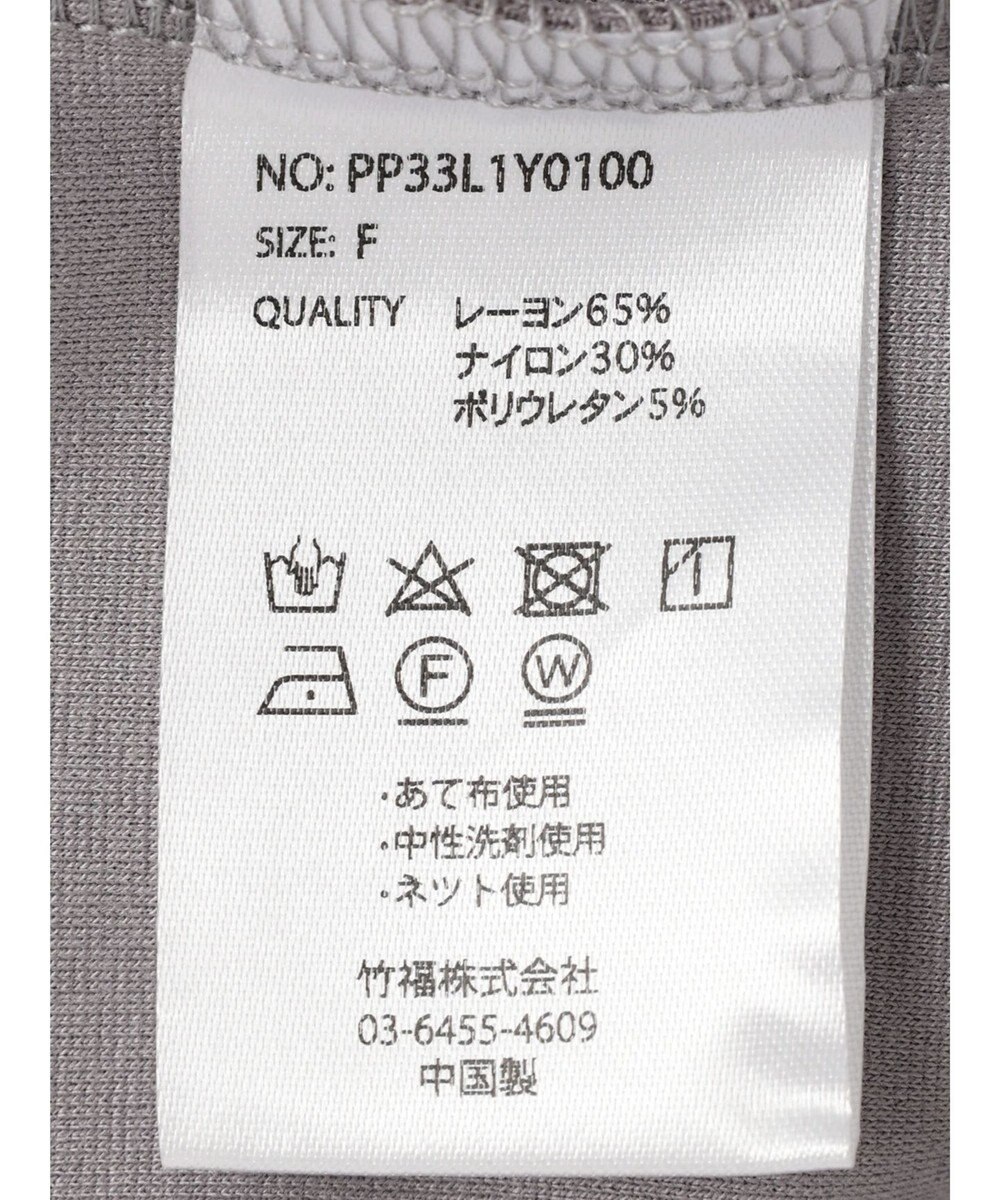 NO: PP33L1Y0100
SIZE: F
QUALITY レーヨン65%
ナイロン30%
ポリウレタン5%
F W
・あて布使用
・中性洗剤使用
・ネット使用
竹福株式会社
03-6455-4609
中国製